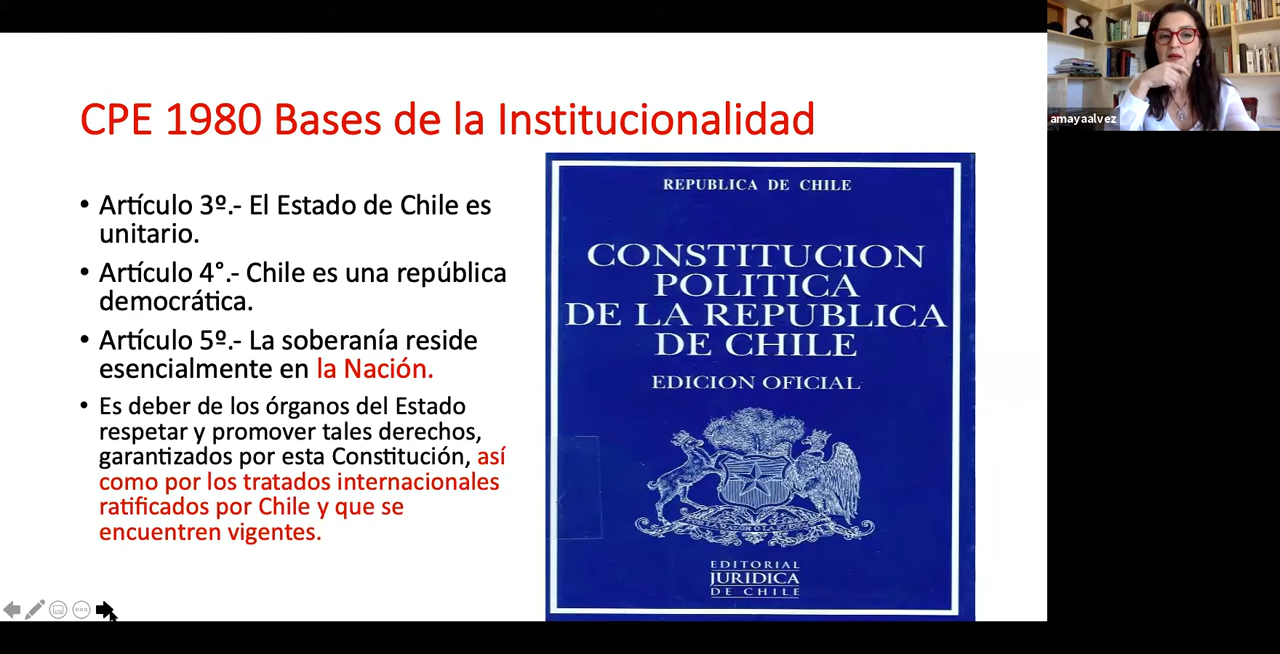 CPE 1980 Bases de la Institucionalidad
• Artículo 3º.- El Estado de Chile es
unitario.
• Artículo 4°.- Chile es una república
democrática.
• Artículo 5º.- La soberanía reside
esencialmente en la Nación.
• Es deber de los órganos del Estado
respetar y promover tales derechos,
garantizados por esta Constitución, así
como por los tratados internacionales
ratificados por Chile y que se
encuentren vigentes.
REPUBLICA DE CHILE
CONSTITUCION
POLITICA
DE LA REPUBLICA
DE CHILE
EDICION OFICIAL
EDITORIAL
JURIDICA
DE CHILE
amayaalvez